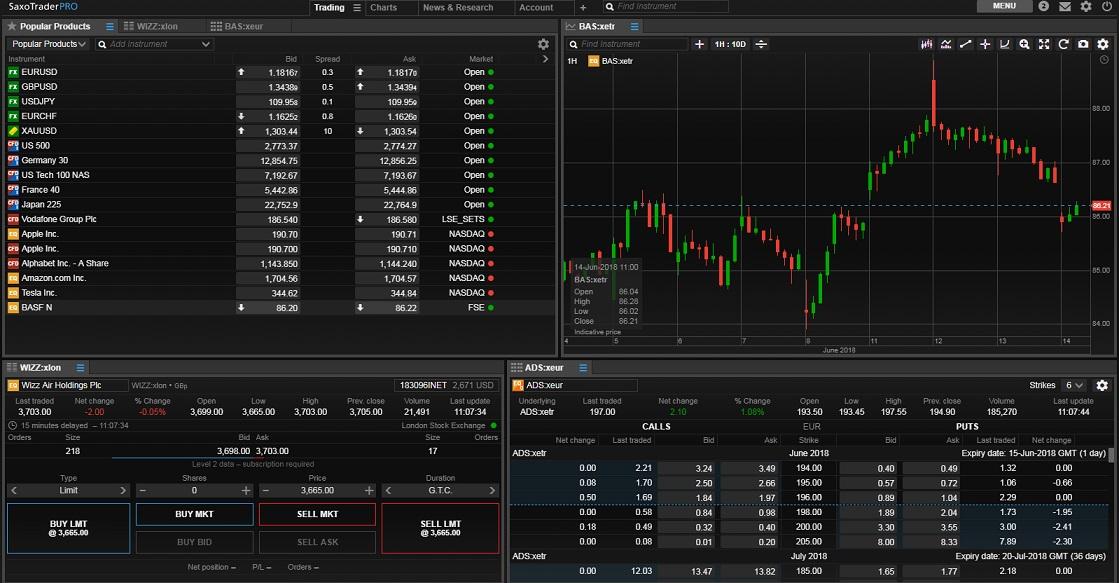 SaxoTraderPRO Trading Charts News & Research Account + Find Instrument MENU 2
Popular Products WIZZ:xlon BAS:xeur
Popular Products Add instrument
Instrument Bid Spread Ask Market
FX EURUSD 1.18167 0.3 1.18170 Open
FX GBPUSD 1.34389 0.5 1.34394 Open
FX USDJPY 109.958 0.1 109.959 Open
FX EURCHF 1.16252 0.8 1.16260 Open
XAUUSD 1,303.44 10 1,303.54 Open
CFD US 500 2,773.37 2,774.27 Open
CFD Germany 30 12,854.75 12,856.25 Open
CFD US Tech 100 NAS 7,192.67 7,193.67 Open
CFD France 40 5,442.86 5,444.86 Open
CFD Japan 225 22,752.9 22,764.9 Open
CFD Vodafone Group Plc 186.540 186.580 LSE_SETS
EQ Apple Inc. 190.70 190.71 NASDAQ
CFD Apple Inc. 190.700 190.710 NASDAQ
CFD Alphabet Inc. - A Share 1,143.850 1,144.240 NASDAQ
EQ Amazon.com Inc. 1,704.56 1,704.57 NASDAQ
EQ Tesla Inc. 344.62 344.84 NASDAQ
EQ BASF N 86.20 86.22 FSE
BAS:xetr
Find Instrument + 1H : 10D
1H EQ BAS:xetr
88.00
87.00
86.21
86.00
85.00
84.00
14-Jun-2018 11:00
BAS:xetr
Open 86.04
High 86.28
Low 86.02
Close 86.21
Indicative price
4 5 6 7 8 11 12 13 14
June 2018
WIZZ:xlon
EQ Wizz Air Holdings Plc WIZZ:xlon • GBp 183096INET 2,671 USD
Last traded Net change % Change Open Low High Prev. close Volume Last update
3,703.00 -2.00 -0.05% 3,699.00 3,665.00 3,703.00 3,705.00 21,491 11:07:34
15 minutes delayed – 11:07:34 London Stock Exchange
Orders Size Bid Ask Size Orders
218 3,698.00 3,703.00 17
Level 2 data – subscription required
Type Shares Price Duration
Limit − 0 + − 3,665.00 + G.T.C.
BUY LMT @ 3,665.00 BUY MKT SELL MKT SELL LMT @ 3,665.00
BUY BID SELL ASK
Net position – P/L – Orders –
ADS:xeur
ADS:xeur Strikes 6
Underlying Last traded Net change % Change Open Low High Prev. close Volume Last update
ADS:xetr 197.00 2.10 1.08% 193.50 193.45 197.55 194.90 185,270 11:07:44
CALLS EUR PUTS
Net change Last traded Bid Ask Strike Bid Ask Last traded Net change
ADS:xetr June 2018 Expiry date: 15-Jun-2018 GMT (1 day)
0.00 2.21 3.24 3.49 194.00 0.40 0.49 1.32 0.00
0.08 1.70 2.50 2.66 195.00 0.57 0.72 1.06 -0.66
0.50 1.69 1.84 1.97 196.00 0.89 1.04 2.29 0.00
0.00 0.58 0.84 0.98 198.00 1.89 2.04 1.73 -1.95
0.18 0.49 0.32 0.40 200.00 3.30 3.55 3.00 -2.41
0.00 0.08 0.01 0.20 205.00 8.00 8.33 7.89 -2.30
ADS:xetr July 2018 Expiry date: 20-Jul-2018 GMT (36 days)
0.00 12.03 13.47 13.82 185.00 1.65 1.77 2.18 0.00